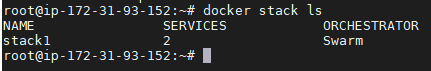 root@ip-172-31-93-152:~# docker stack ls
NAME SERVICES ORCHESTRATOR
stack1 2 Swarm
root@ip-172-31-93-152:~#